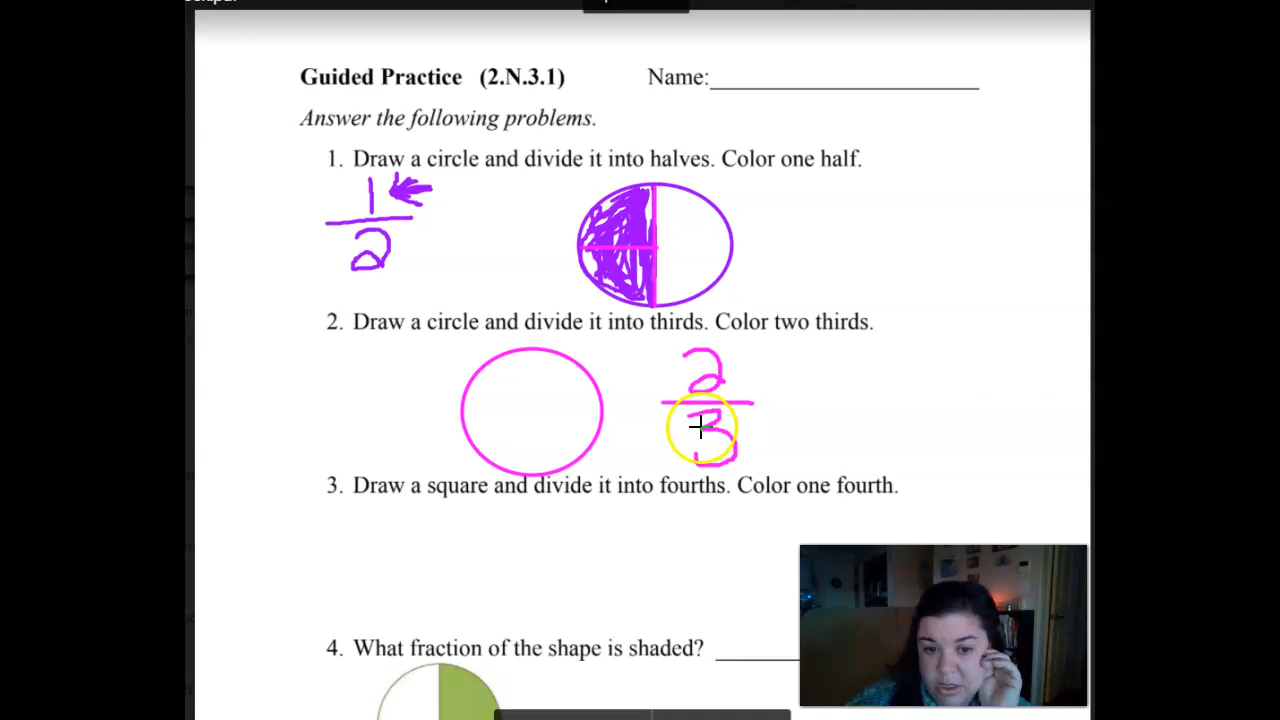 Guided Practice (2.N.3.1) Name:
Answer the following problems.
1. Draw a circle and divide it into halves. Color one half.
1
2
2. Draw a circle and divide it into thirds. Color two thirds.
2
3
3. Draw a square and divide it into fourths. Color one fourth.
4. What fraction of the shape is shaded?